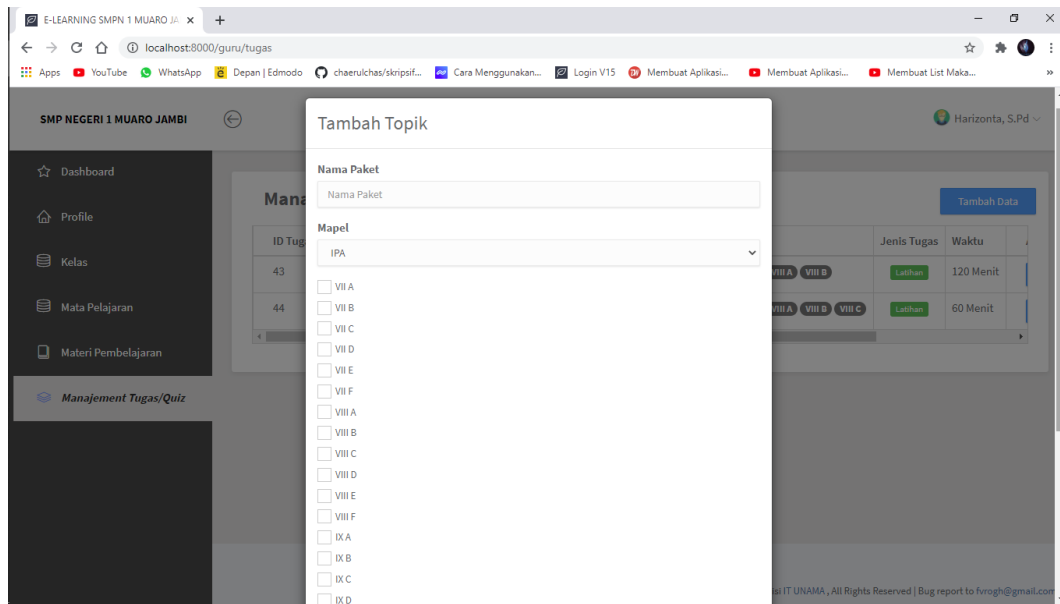 E-LEARNING SMPN 1 MUARO JA
localhost:8000/guru/tugas
Apps YouTube WhatsApp Depan | Edmodo chaerulchas/skripsif... Cara Menggunakan... Login V15 Membuat Aplikasi... Membuat Aplikasi... Membuat List Maka...
SMP NEGERI 1 MUARO JAMBI
Harizonta, S.Pd
Dashboard
Profile
Kelas
Mata Pelajaran
Materi Pembelajaran
Manajement Tugas/Quiz
Tambah Topik
Nama Paket
Nama Paket
Mapel
IPA
VII A
VII B
VII C
VII D
VII E
VII F
VIII A
VIII B
VIII C
VIII D
VIII E
VIII F
IX A
IX B
IX C
IX D
Mana
Tambah Data
ID Tug Jenis Tugas Waktu
43 VIII A VIII B Latihan 120 Menit
44 VIII A VIII B VIII C Latihan 60 Menit
si IT UNAMA , All Rights Reserved | Bug report to fvrogh@gmail.com